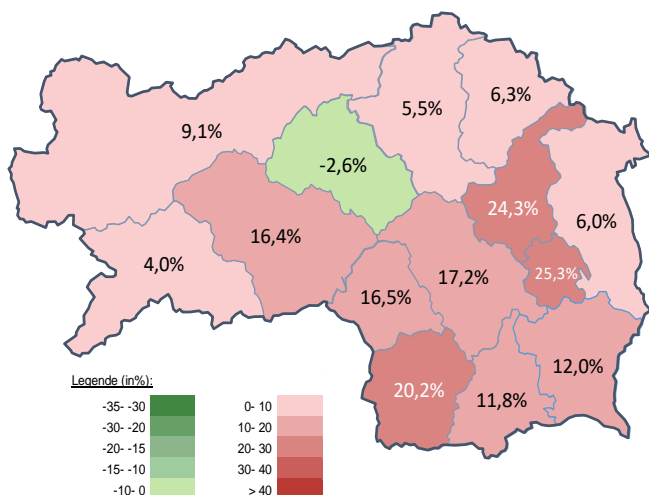 5,5%
6,3%
9,1%
-2,6%
24,3%
6,0%
16,4%
4,0%
17,2%
25,3%
16,5%
12,0%
20,2%
11,8%
Legende (in%):
-35- -30 0- 10
-30- -20 10- 20
-20- -15 20- 30
-15- -10 30- 40
-10- 0 > 40